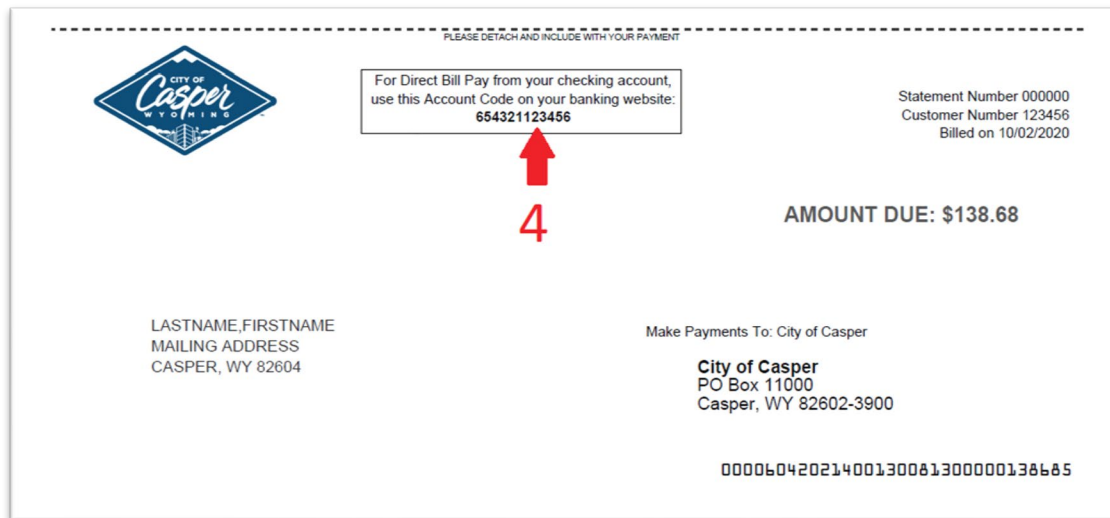 PLEASE DETACH AND INCLUDE WITH YOUR PAYMENT
CITY OF
Casper
WYOMING
For Direct Bill Pay from your checking account,
use this Account Code on your banking website:
654321123456
Statement Number 000000
Customer Number 123456
Billed on 10/02/2020
4
AMOUNT DUE: $138.68
LASTNAME,FIRSTNAME
MAILING ADDRESS
CASPER, WY 82604
Make Payments To: City of Casper
City of Casper
PO Box 11000
Casper, WY 82602-3900
0000604202140013008130000013868​5